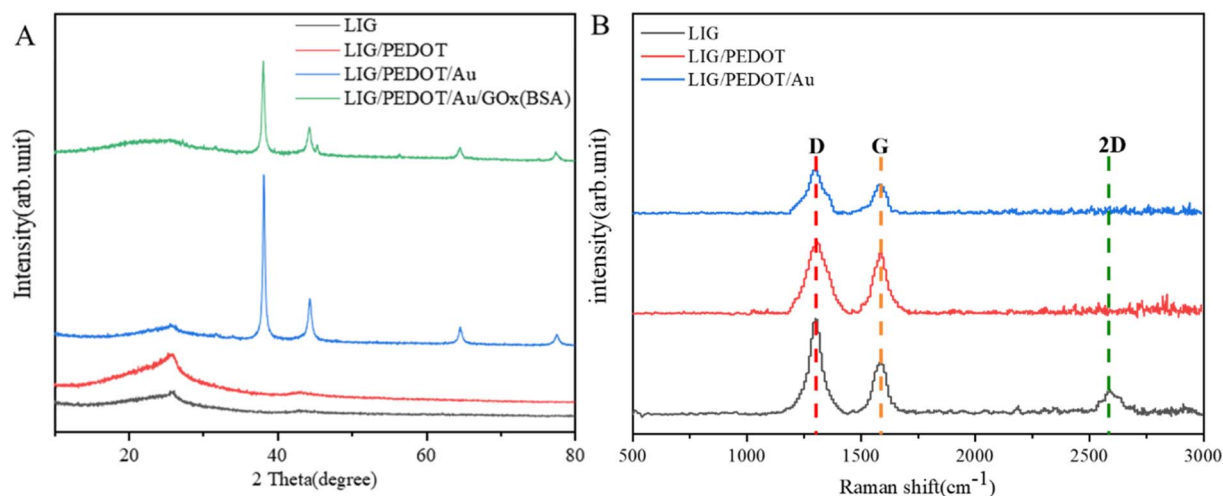 A
LIG
LIG/PEDOT
LIG/PEDOT/Au
LIG/PEDOT/Au/GOx(BSA)
Intensity(arb.unit)
20
40
60
80
2 Theta(degree)
B
LIG
LIG/PEDOT
LIG/PEDOT/Au
D
G
2D
intensity(arb.unit)
500
1000
1500
2000
2500
3000
Raman shift(cm⁻¹)